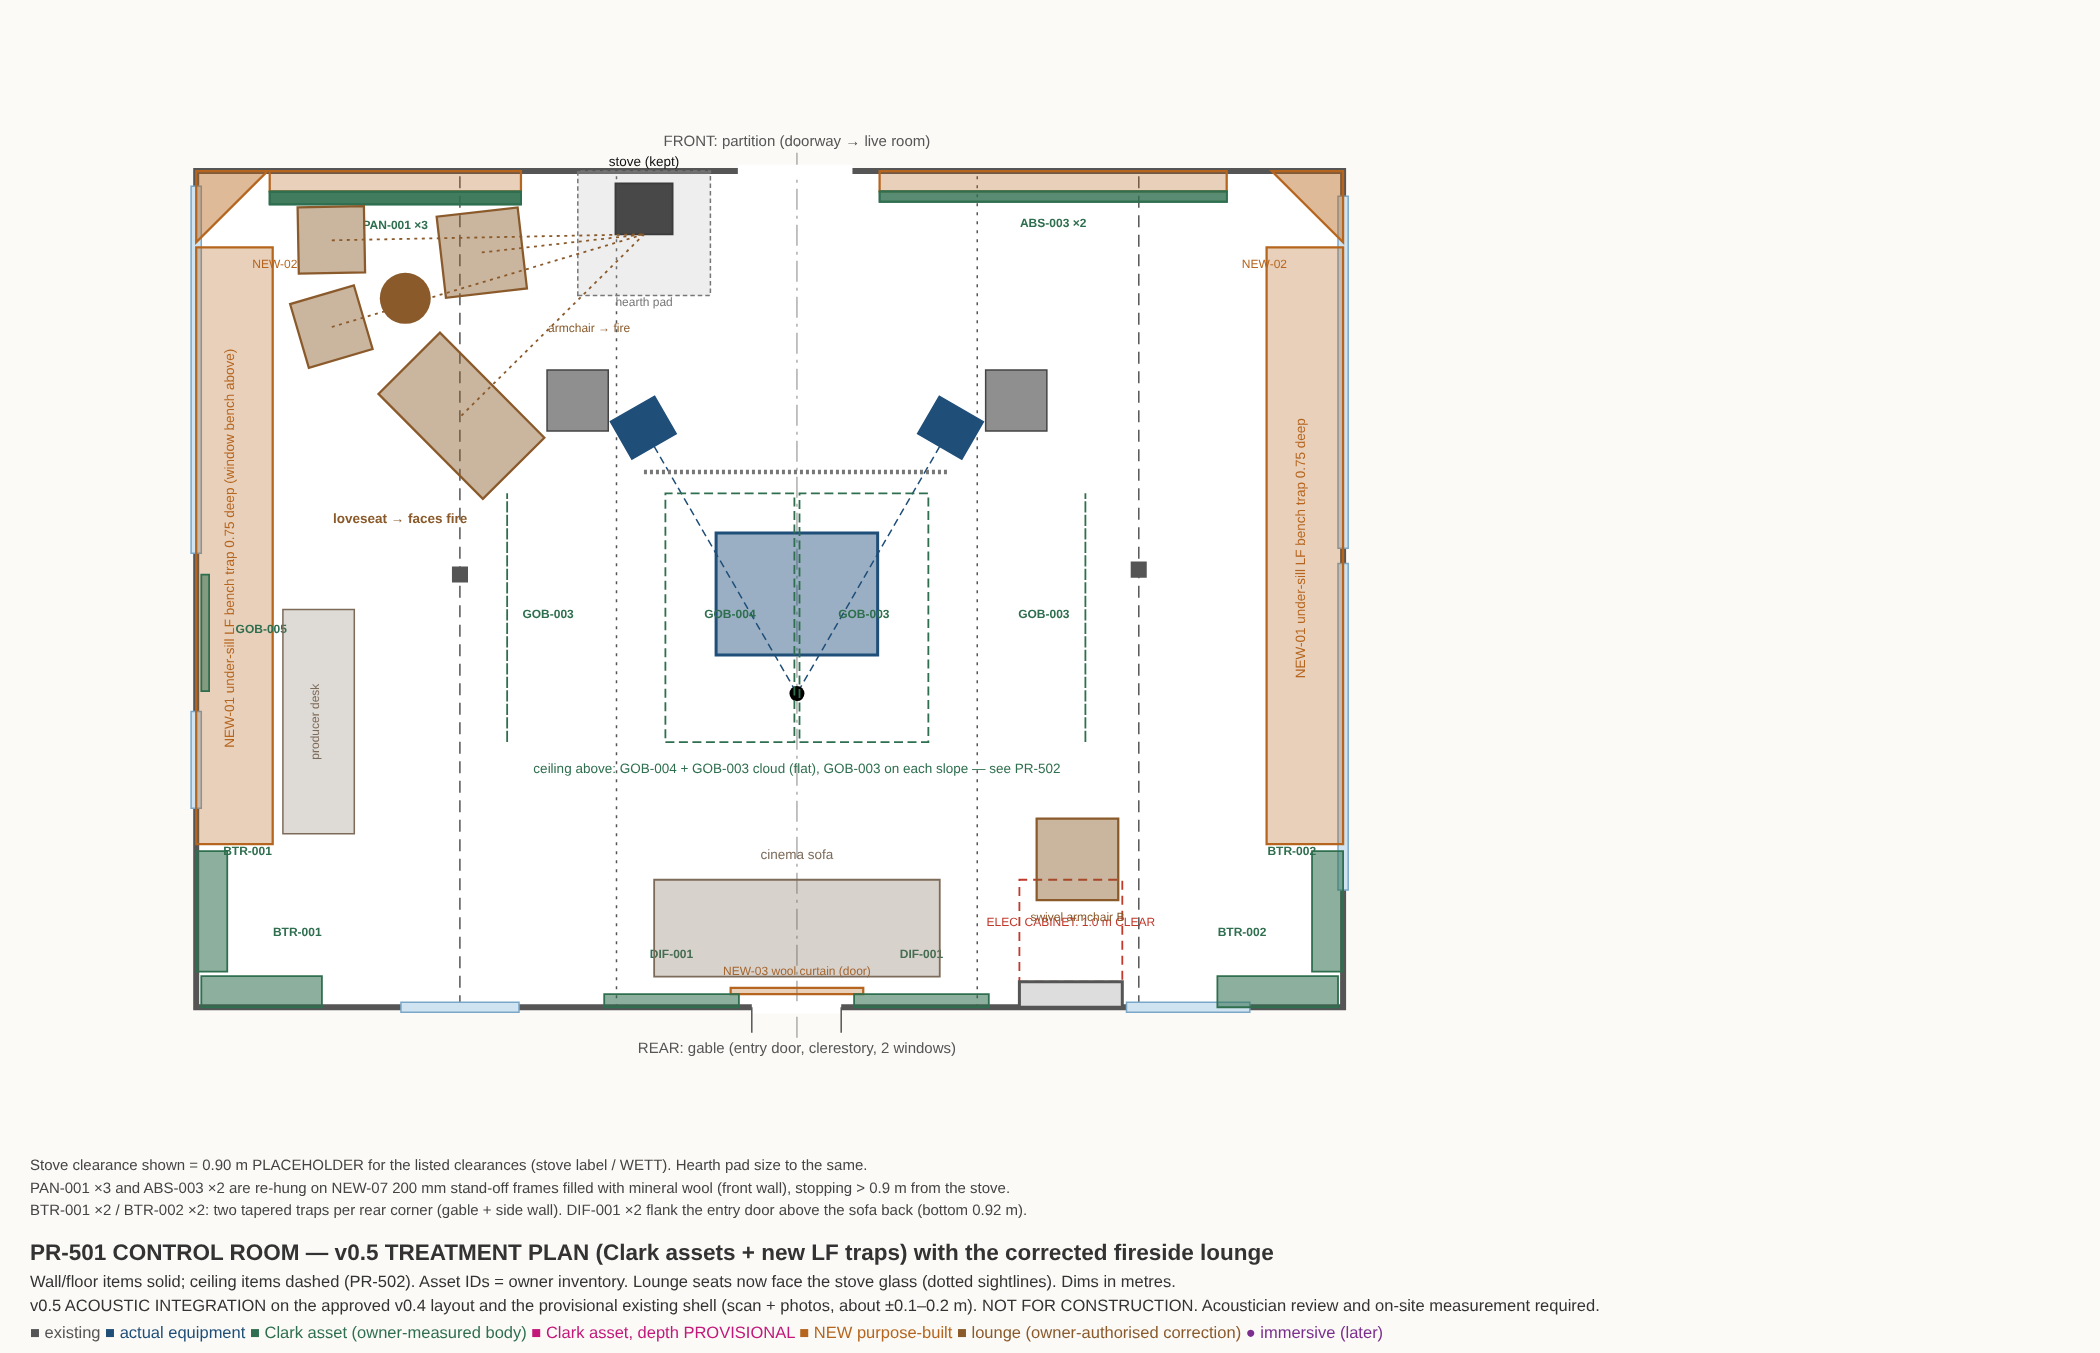 FRONT: partition (doorway → live room)
stove (kept)
PAN-001 ×3
ABS-003 ×2
NEW-02
NEW-02
hearth pad
armchair → fire
NEW-01 under-sill LF bench trap 0.75 deep (window bench above)
NEW-01 under-sill LF bench trap 0.75 deep
loveseat → faces fire
GOB-003
GOB-004
GOB-003
GOB-003
GOB-005
producer desk
ceiling above: GOB-004 + GOB-003 cloud (flat), GOB-003 on each slope — see PR-502
BTR-001
cinema sofa
BTR-002
swivel armchair B
ELEC CABINET: 1.0 m CLEAR
BTR-001
BTR-002
DIF-001
DIF-001
NEW-03 wool curtain (door)
REAR: gable (entry door, clerestory, 2 windows)
Stove clearance shown = 0.90 m PLACEHOLDER for the listed clearances (stove label / WETT). Hearth pad size to the same.
PAN-001 ×3 and ABS-003 ×2 are re-hung on NEW-07 200 mm stand-off frames filled with mineral wool (front wall), stopping > 0.9 m from the stove.
BTR-001 ×2 / BTR-002 ×2: two tapered traps per rear corner (gable + side wall). DIF-001 ×2 flank the entry door above the sofa back (bottom 0.92 m).
PR-501 CONTROL ROOM — v0.5 TREATMENT PLAN (Clark assets + new LF traps) with the corrected fireside lounge
Wall/floor items solid; ceiling items dashed (PR-502). Asset IDs = owner inventory. Lounge seats now face the stove glass (dotted sightlines). Dims in metres.
v0.5 ACOUSTIC INTEGRATION on the approved v0.4 layout and the provisional existing shell (scan + photos, about ±0.1–0.2 m). NOT FOR CONSTRUCTION. Acoustician review and on-site measurement required.
■ existing ■ actual equipment ■ Clark asset (owner-measured body) ■ Clark asset, depth PROVISIONAL ■ NEW purpose-built ■ lounge (owner-authorised correction) ● immersive (later)